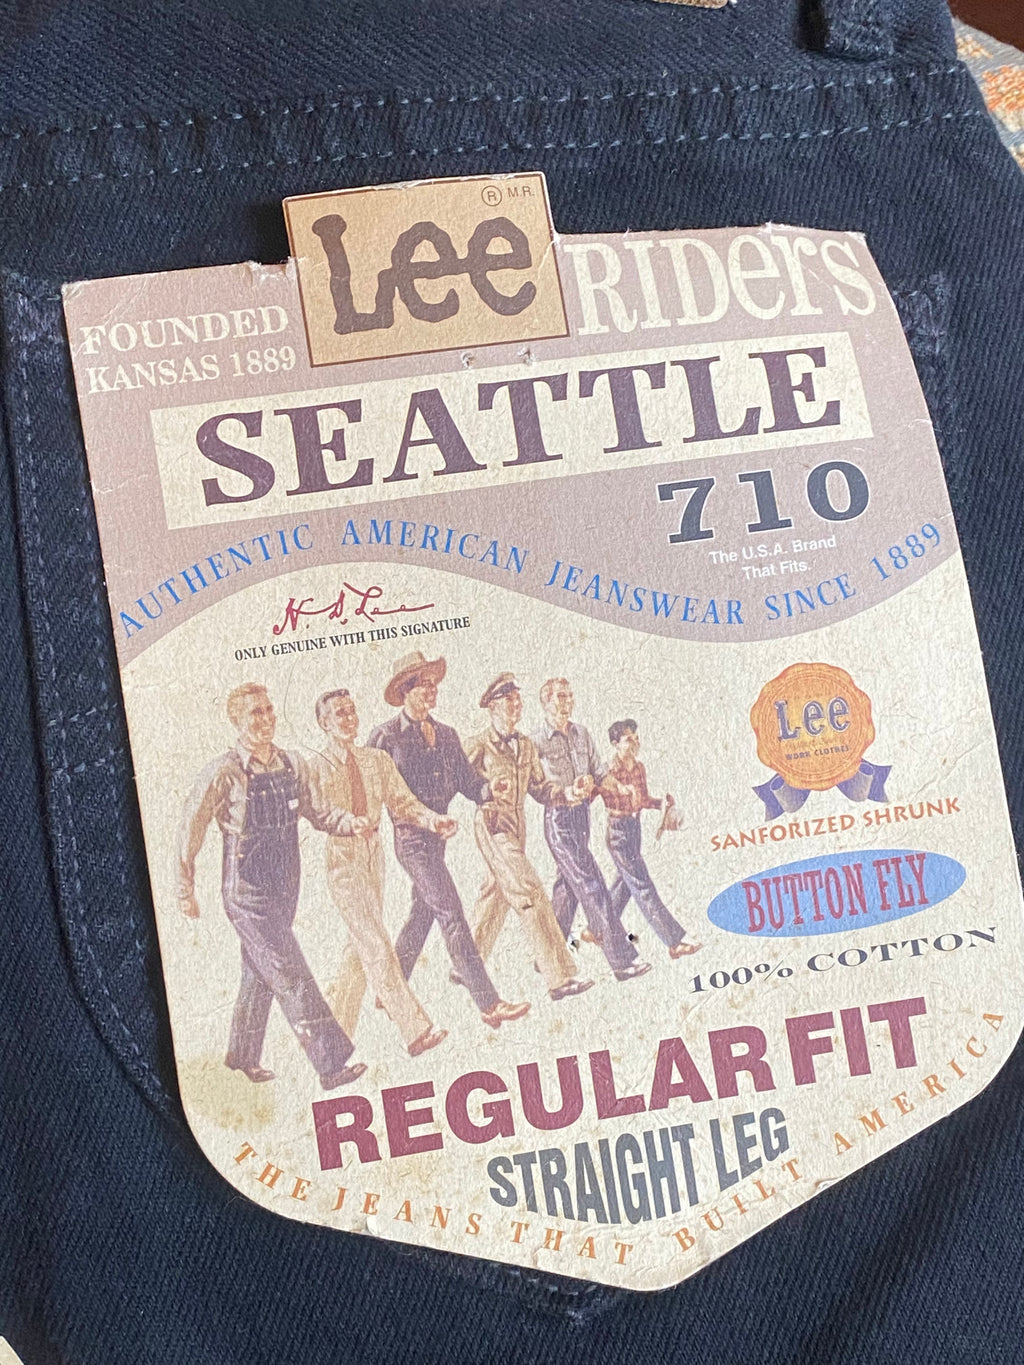 Lee
® M.R.
RIDERS
FOUNDED
KANSAS 1889
SEATTLE
710
The U.S.A. Brand
That Fits.
AUTHENTIC AMERICAN JEANSWEAR SINCE 1889
H. D. Lee
ONLY GENUINE WITH THIS SIGNATURE
Lee
WORK CLOTHES
SANFORIZED SHRUNK
BUTTON FLY
100% COTTON
REGULAR FIT
STRAIGHT LEG
THE JEANS THAT BUILT AMERICA